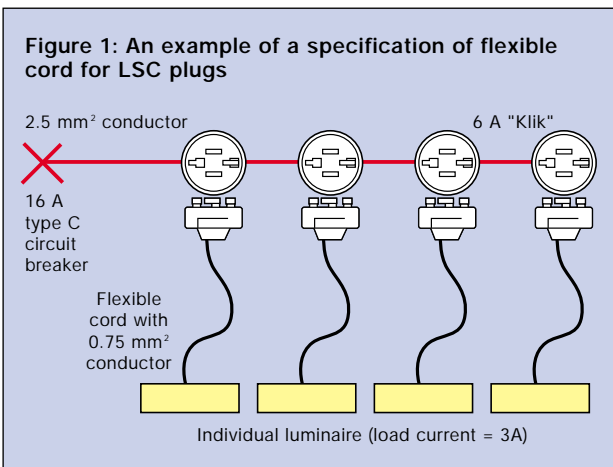 Figure 1: An example of a specification of flexible
cord for LSC plugs
2.5 mm² conductor
6 A "Klik"
16 A
type C
circuit
breaker
Flexible
cord with
0.75 mm²
conductor
Individual luminaire (load current = 3A)